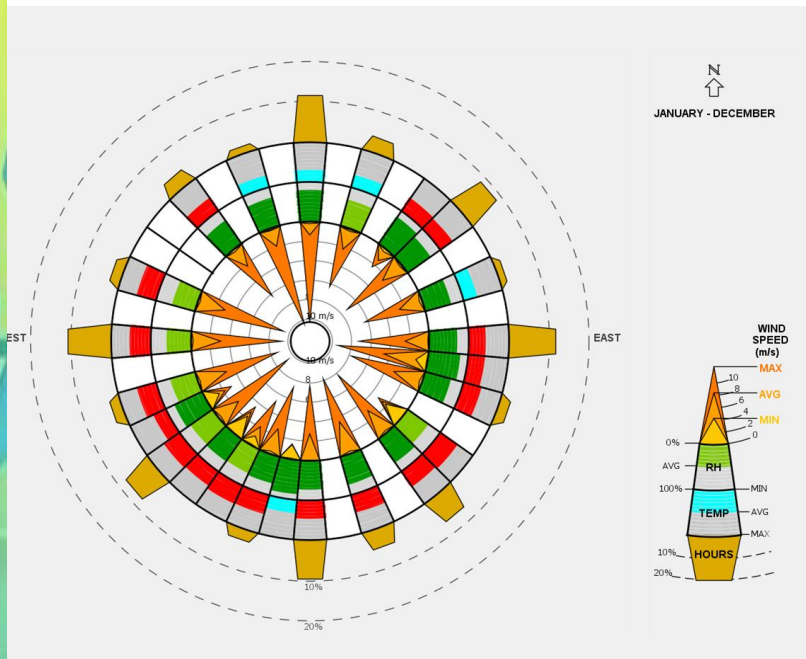 N
JANUARY - DECEMBER
10 m/s
EST
EAST
10 m/s
8
10%
20%
WIND
SPEED
(m/s)
MAX
10
8
AVG
6
4
MIN
2
0%
0
AVG
RH
100%
MIN
TEMP
AVG
MAX
10%
HOURS
20%